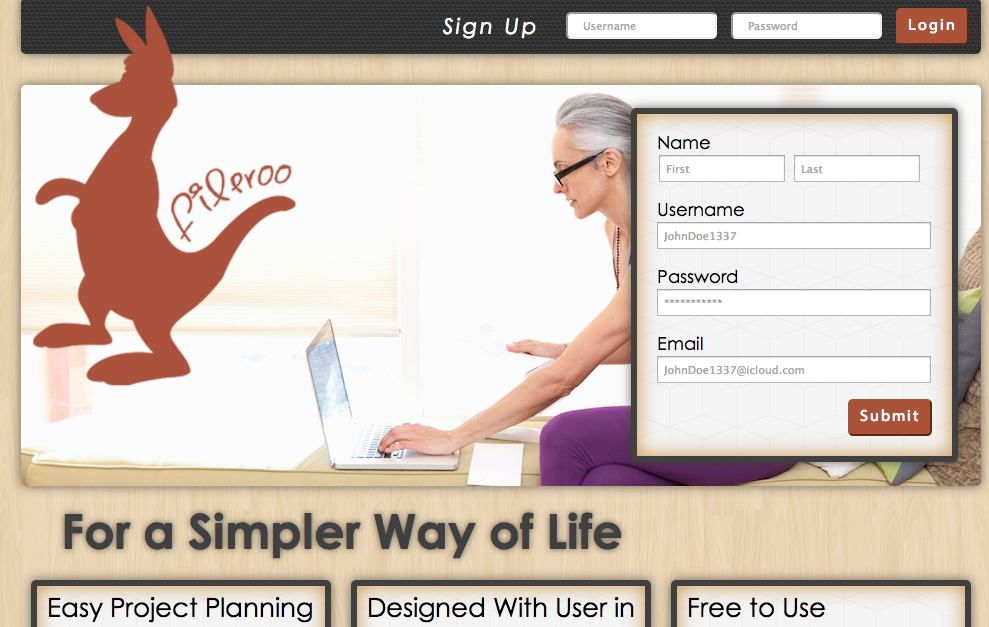 Sign Up Username Password Login
fileroo
Name
First Last
Username
JohnDoe1337
Password
***********
Email
JohnDoe1337@icloud.com
Submit
For a Simpler Way of Life
Easy Project Planning
Designed With User in
Free to Use